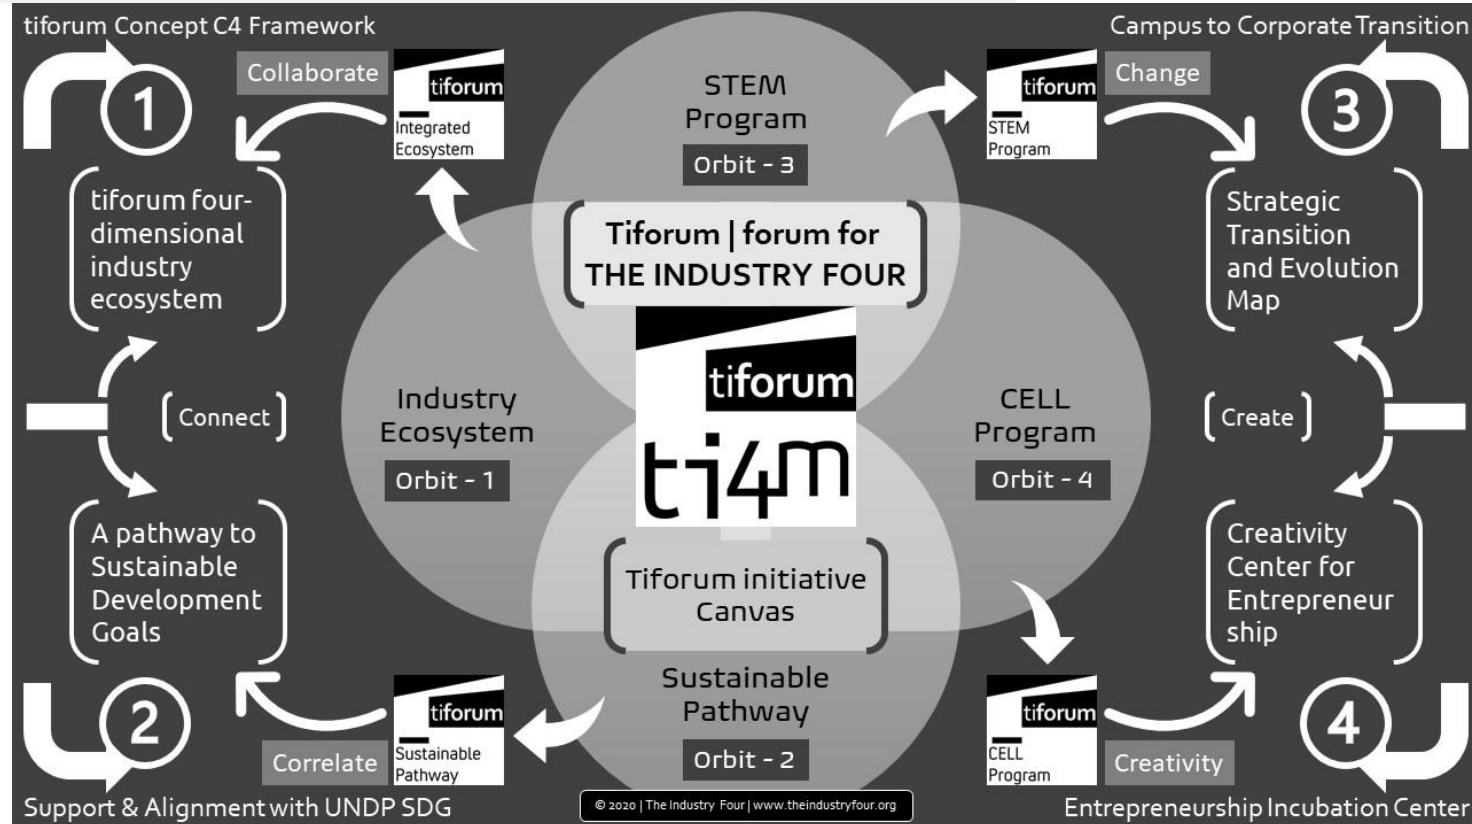 tiforum Concept C4 Framework
Campus to Corporate Transition
1
Collaborate
tiforum
Integrated
Ecosystem
STEM
Program
Orbit - 3
tiforum
STEM
Program
Change
3
tiforum four-
dimensional
industry
ecosystem
Tiforum | forum for
THE INDUSTRY FOUR
Strategic
Transition
and Evolution
Map
Connect
Industry
Ecosystem
Orbit - 1
tiforum
ti4m
CELL
Program
Orbit - 4
Create
A pathway to
Sustainable
Development
Goals
Tiforum initiative
Canvas
Creativity
Center for
Entrepreneur
ship
2
Correlate
tiforum
Sustainable
Pathway
Sustainable
Pathway
Orbit - 2
tiforum
CELL
Program
Creativity
4
Support & Alignment with UNDP SDG
© 2020 | The Industry Four | www.theindustryfour.org
Entrepreneurship Incubation Center